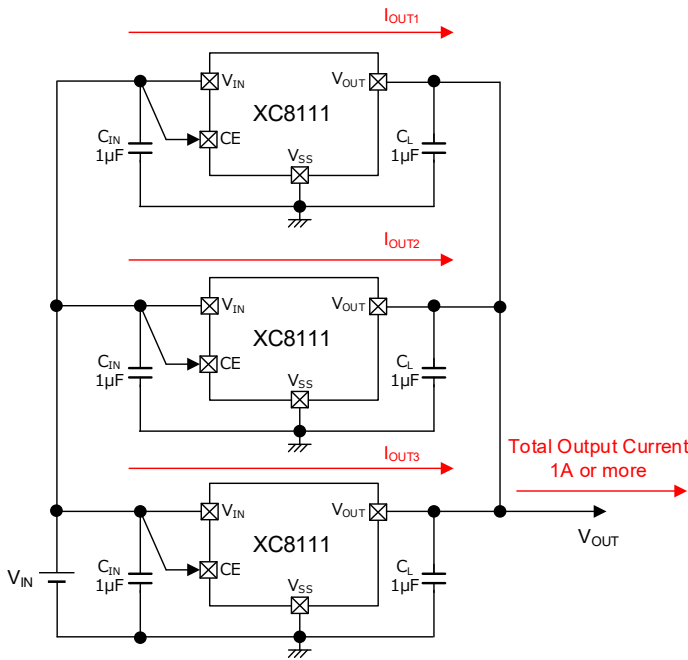 IOUT1
VIN
VOUT
XC8111
CIN
1μF
CE
VSS
CL
1μF
IOUT2
VIN
VOUT
XC8111
CIN
1μF
CE
VSS
CL
1μF
IOUT3
Total Output Current
1A or more
VIN
VOUT
XC8111
VOUT
VIN
CIN
1μF
CE
VSS
CL
1μF